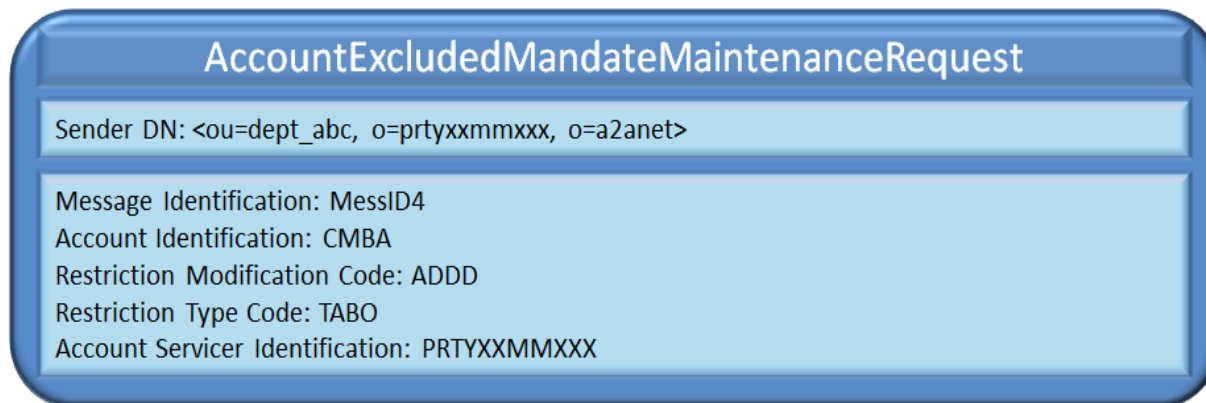 AccountExcludedMandateMaintenanceRequest
Sender DN: <ou=dept_abc, o=prtyxxmmxxx, o=a2anet>
Message Identification: MessID4
Account Identification: CMBA
Restriction Modification Code: ADDD
Restriction Type Code: TABO
Account Servicer Identification: PRTYXXMMXXX